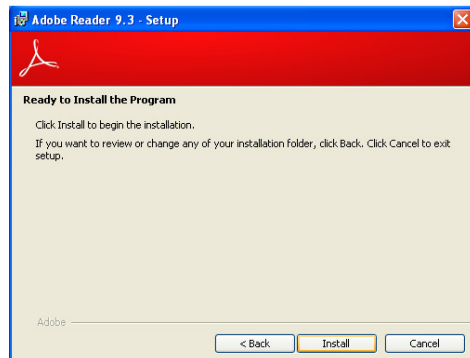 Adobe Reader 9.3 - Setup
Ready to Install the Program
Click Install to begin the installation.
If you want to review or change any of your installation folder, click Back. Click Cancel to exit
setup.
Adobe
< Back
Install
Cancel